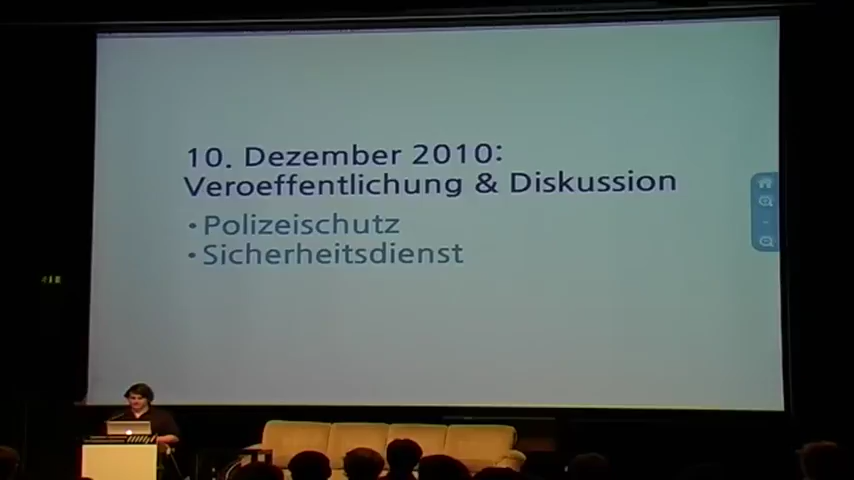 10. Dezember 2010:
Veroeffentlichung & Diskussion
• Polizeischutz
• Sicherheitsdienst